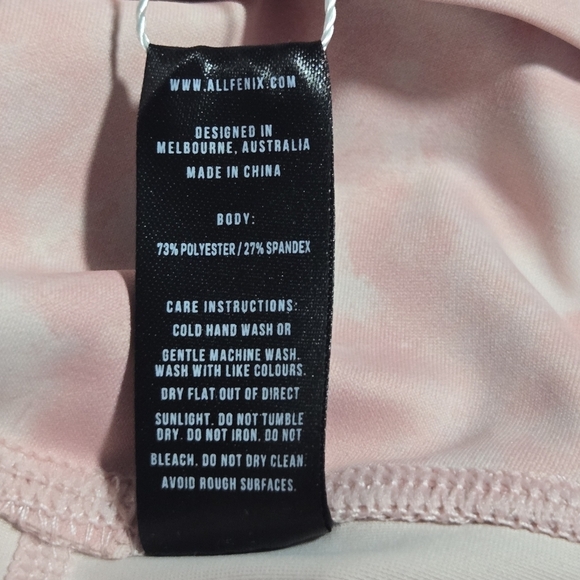 WWW.ALLFENIX.COM
DESIGNED IN
MELBOURNE, AUSTRALIA
MADE IN CHINA
BODY:
73% POLYESTER / 27% SPANDEX
CARE INSTRUCTIONS:
COLD HAND WASH OR
GENTLE MACHINE WASH.
WASH WITH LIKE COLOURS.
DRY FLAT OUT OF DIRECT
SUNLIGHT. DO NOT TUMBLE
DRY. DO NOT IRON. DO NOT
BLEACH. DO NOT DRY CLEAN.
AVOID ROUGH SURFACES.